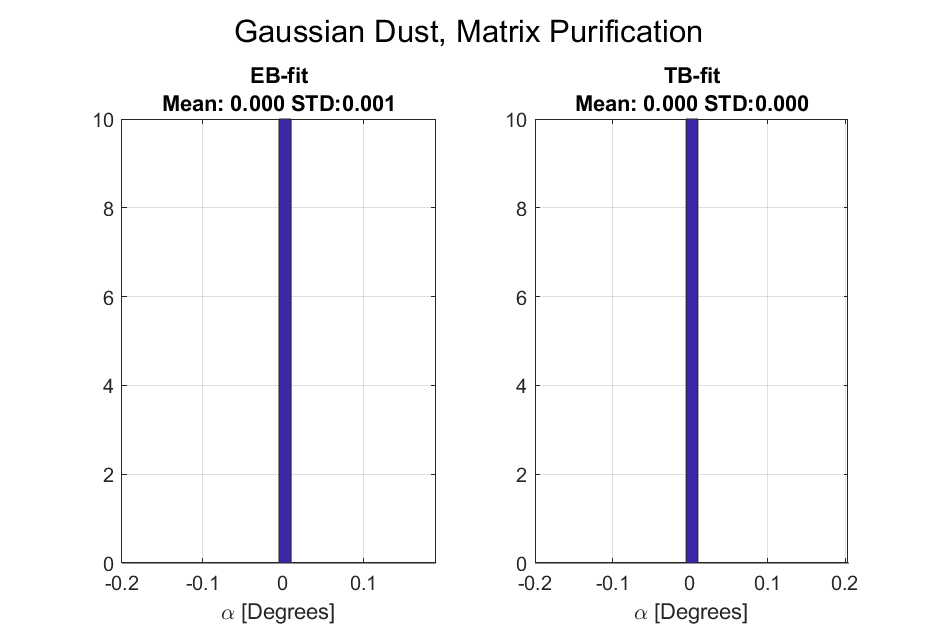 Gaussian Dust, Matrix Purification
EB-fit
Mean: 0.000 STD:0.001
10
8
6
4
2
0
-0.2 -0.1 0 0.1
α [Degrees]
TB-fit
Mean: 0.000 STD:0.000
10
8
6
4
2
0
-0.2 -0.1 0 0.1 0.2
α [Degrees]